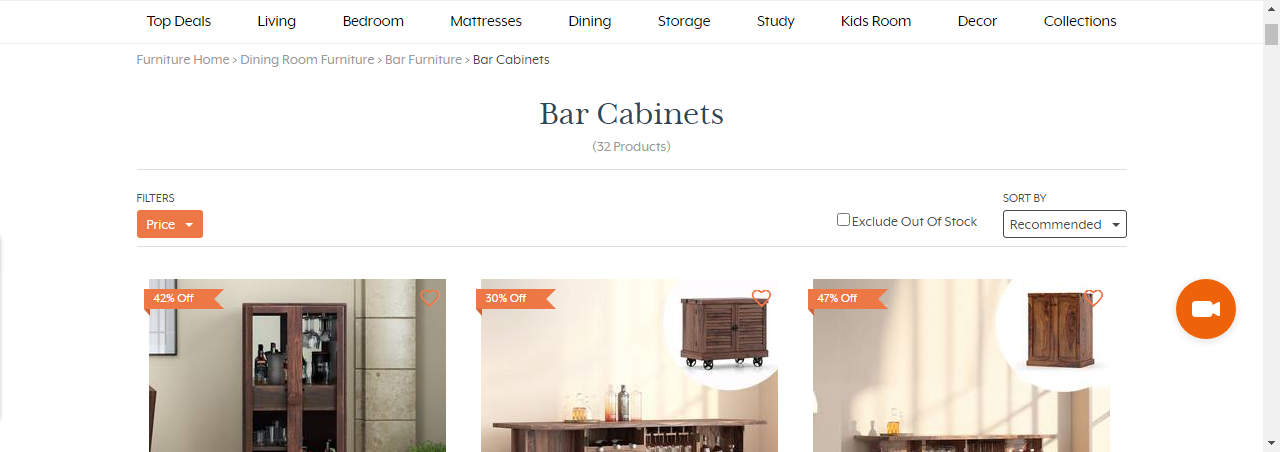 Top Deals Living Bedroom Mattresses Dining Storage Study Kids Room Decor Collections
Furniture Home > Dining Room Furniture > Bar Furniture > Bar Cabinets
Bar Cabinets
(32 Products)
FILTERS
SORT BY
Price
Exclude Out Of Stock
Recommended
42% Off
30% Off
47% Off